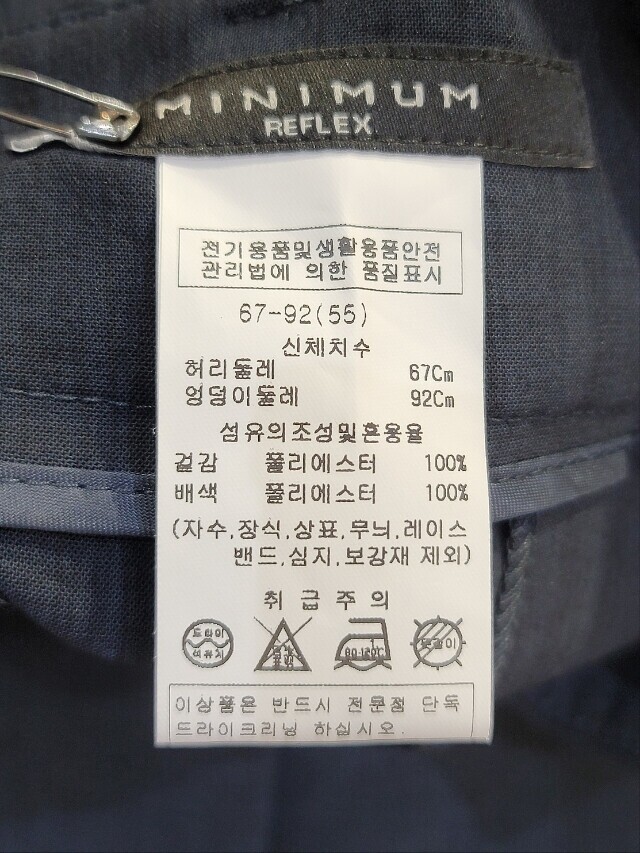 MINIMUM
REFLEX
전기용품및생활용품안전
관리법에 의한 품질표시
67-92(55)
신체치수
허리둘레 67Cm
엉덩이둘레 92Cm
섬유의조성및혼용율
겉감 폴리에스터 100%
배색 폴리에스터 100%
(자수,장식,상표,무늬,레이스
밴드,심지,보강재 제외)
취급주의
드라이
석유계
80-120℃
이상품은 반드시 전문점 단독
드라이크리닝 하십시오.